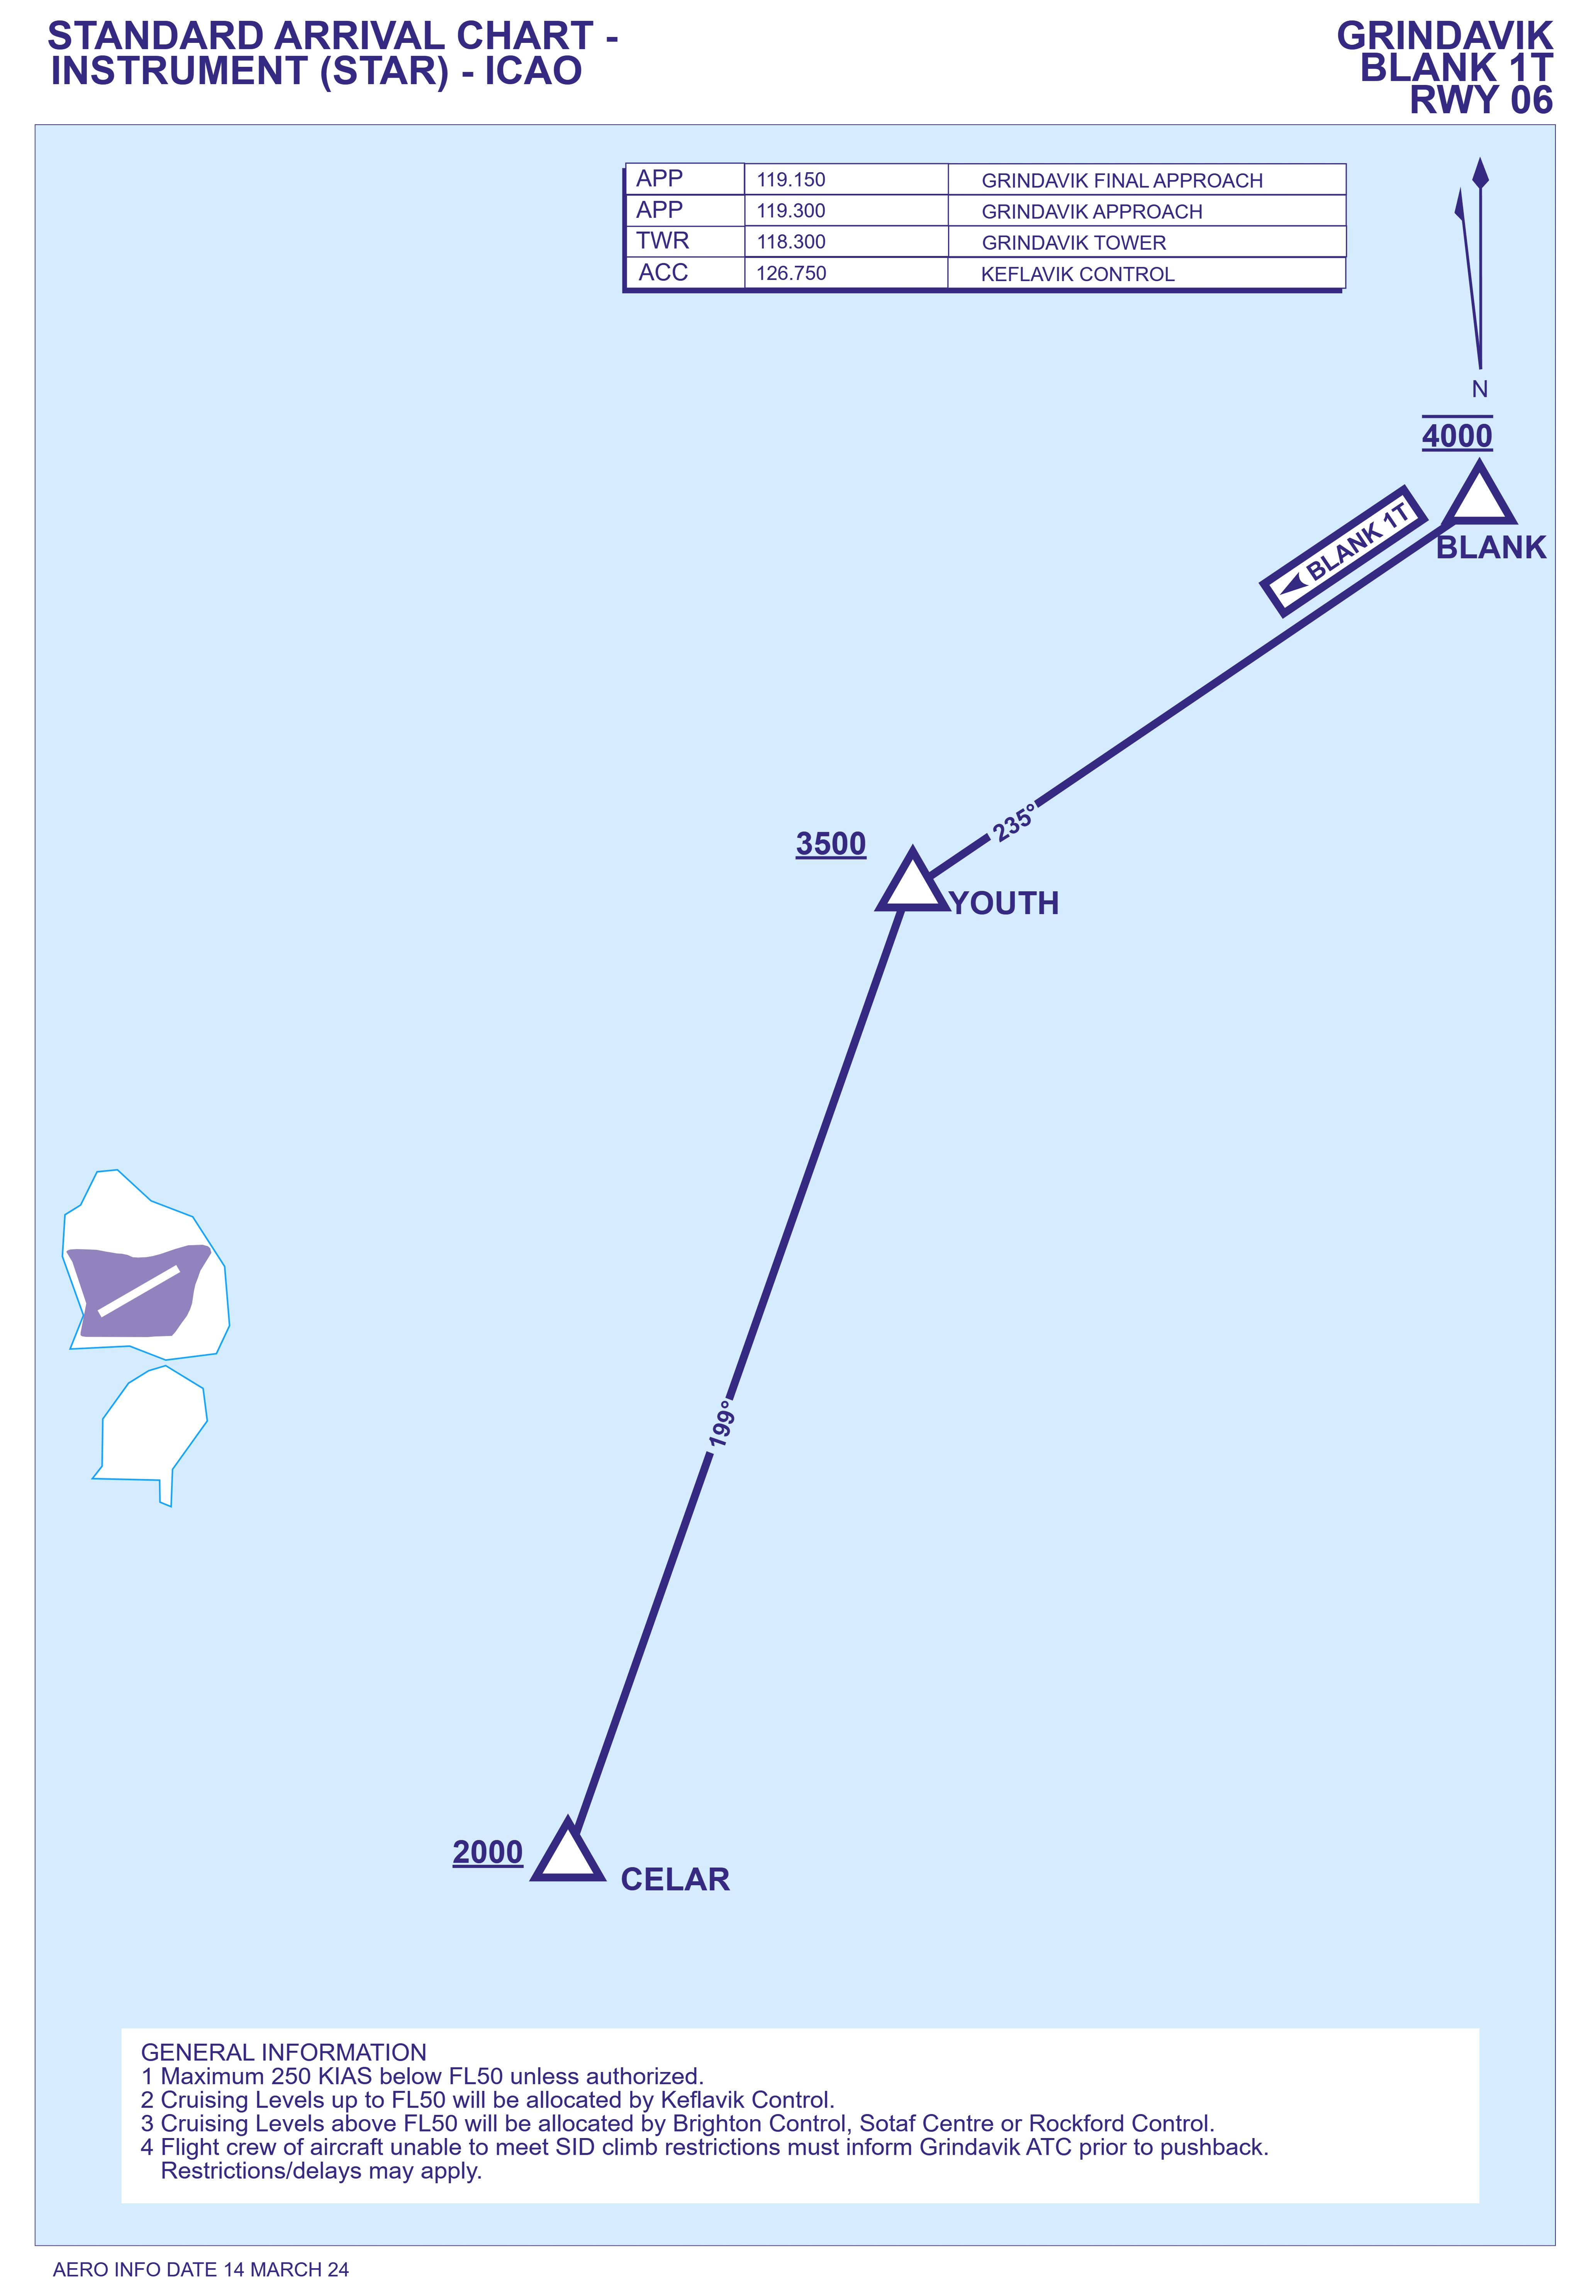 STANDARD ARRIVAL CHART -
INSTRUMENT (STAR) - ICAO
GRINDAVIK
BLANK 1T
RWY 06
APP 119.150 GRINDAVIK FINAL APPROACH
APP 119.300 GRINDAVIK APPROACH
TWR 118.300 GRINDAVIK TOWER
ACC 126.750 KEFLAVIK CONTROL
N
4000
BLANK 1T
BLANK
235°
3500
YOUTH
199°
2000
CELAR
GENERAL INFORMATION
1 Maximum 250 KIAS below FL50 unless authorized.
2 Cruising Levels up to FL50 will be allocated by Keflavik Control.
3 Cruising Levels above FL50 will be allocated by Brighton Control, Sotaf Centre or Rockford Control.
4 Flight crew of aircraft unable to meet SID climb restrictions must inform Grindavik ATC prior to pushback.
Restrictions/delays may apply.
AERO INFO DATE 14 MARCH 24